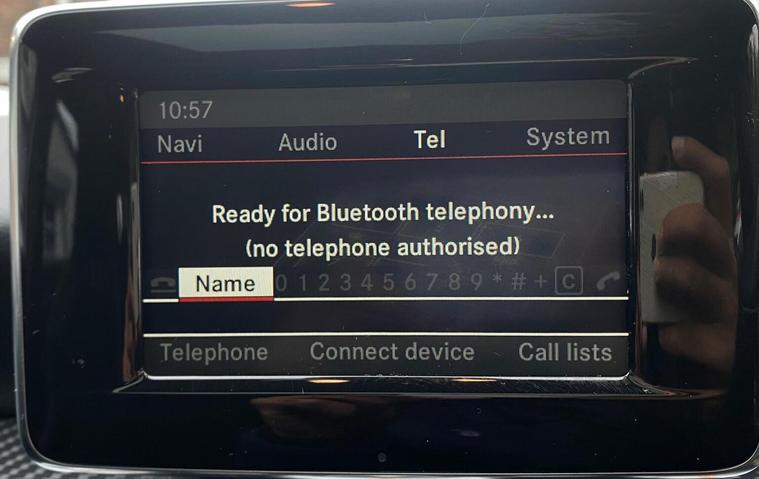 10:57
Navi Audio Tel System
Ready for Bluetooth telephony...
(no telephone authorised)
Name 0 1 2 3 4 5 6 7 8 9 * # + C
Telephone Connect device Call lists